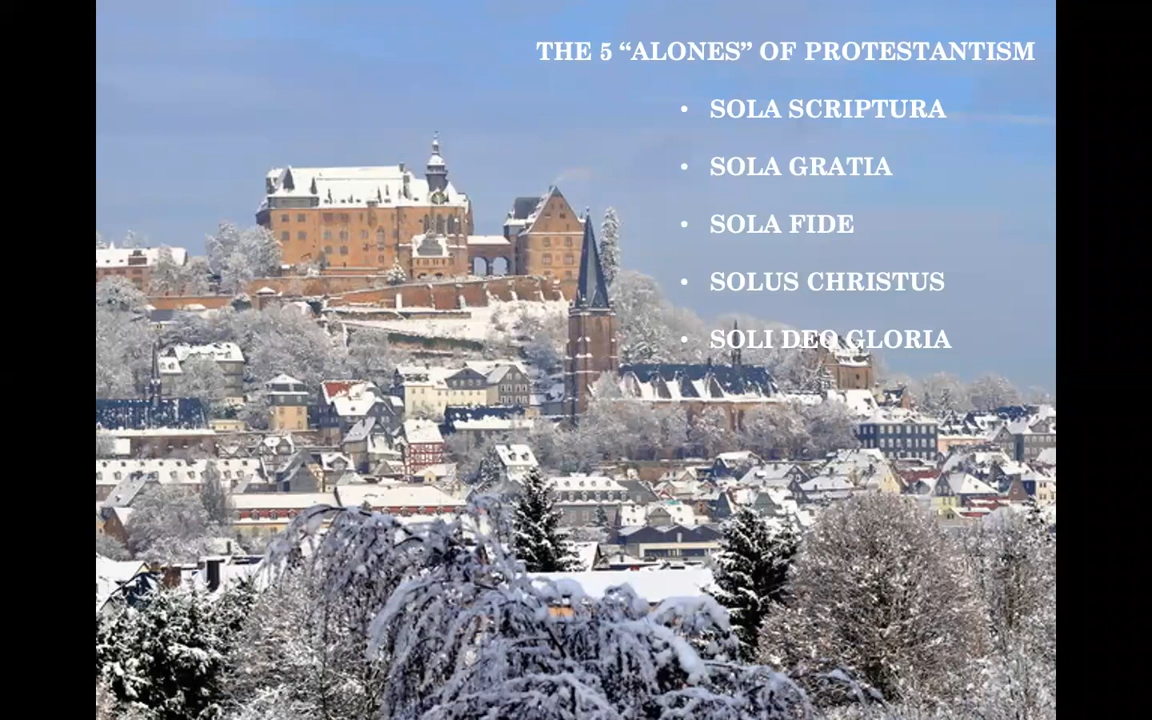 THE 5 “ALONES” OF PROTESTANTISM
• SOLA SCRIPTURA
• SOLA GRATIA
• SOLA FIDE
• SOLUS CHRISTUS
• SOLI DEO GLORIA